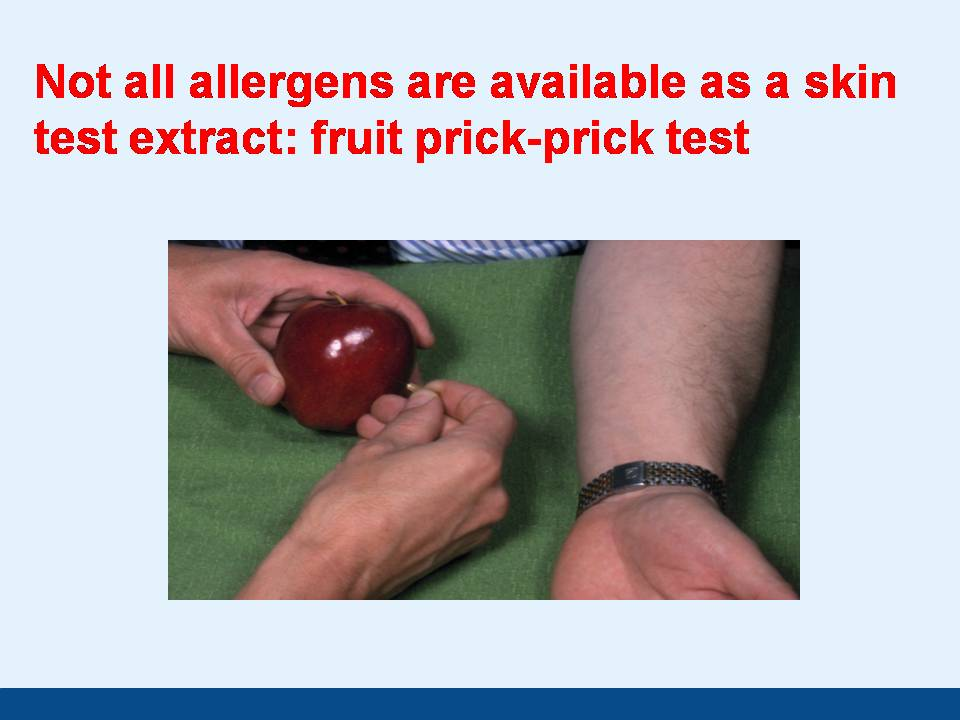 Not all allergens are available as a skin
test extract: fruit prick-prick test